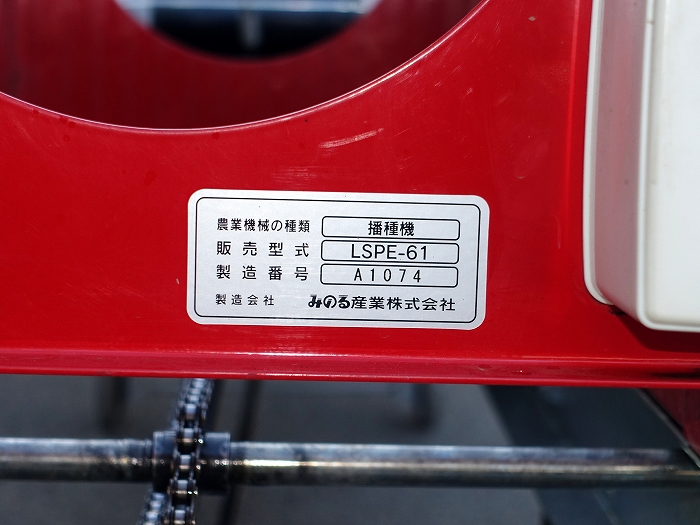 農業機械の種類 播種機
販売型式 LSPE-61
製造番号 A1074
製造会社 みのる産業株式会社